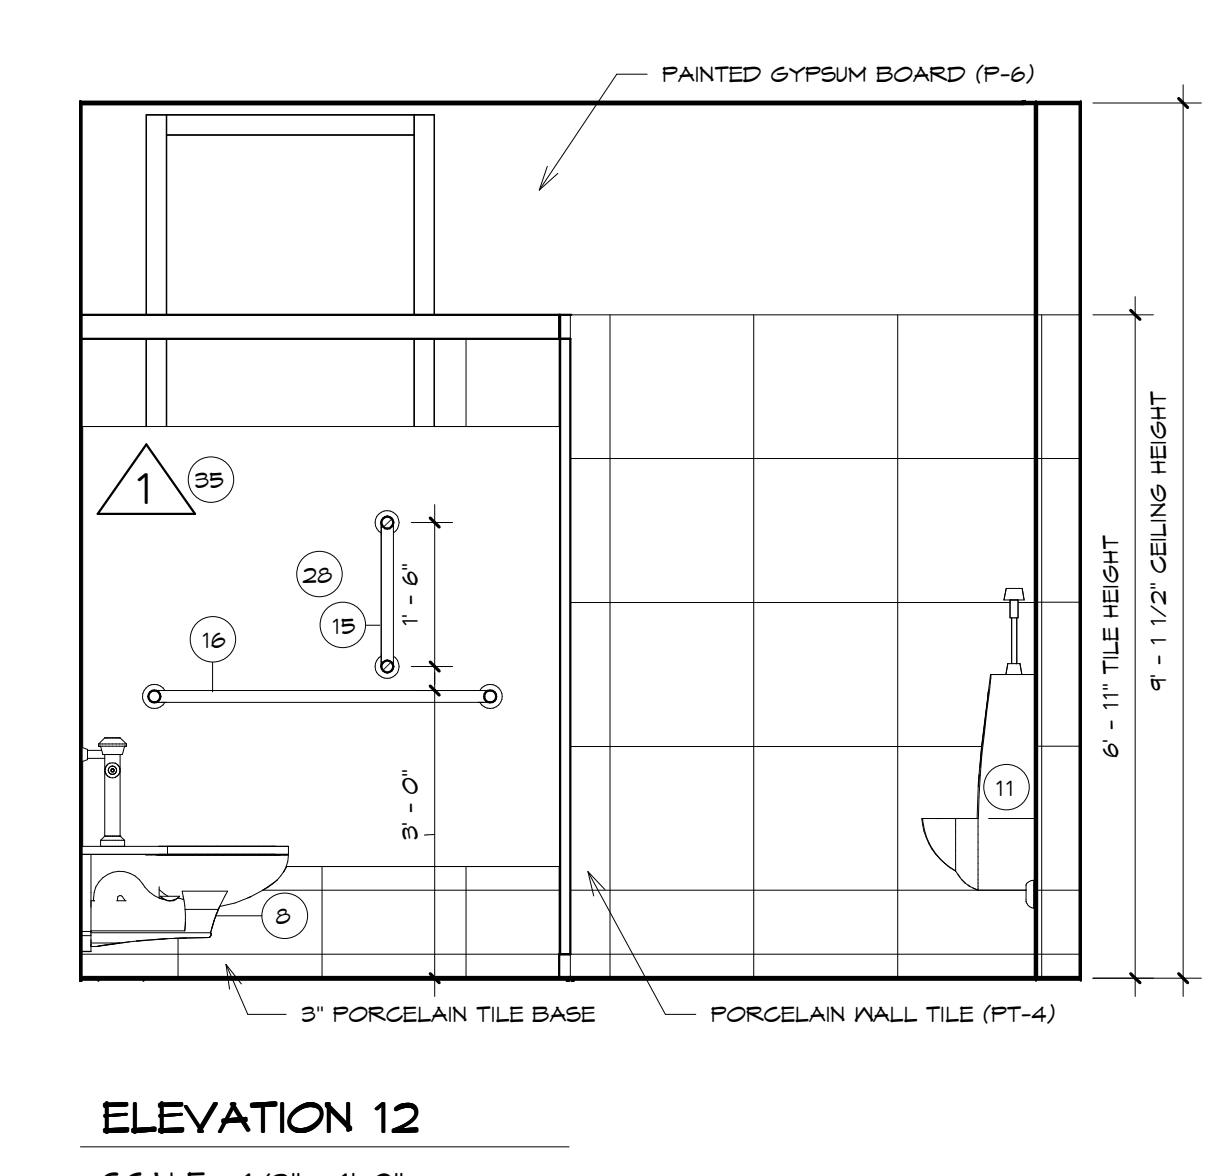 PAINTED GYPSUM BOARD (P-6)
1
35
28
1' - 6"
15
16
6' - 11" TILE HEIGHT
9' - 1 1/2" CEILING HEIGHT
3' - 0"
11
8
3" PORCELAIN TILE BASE
PORCELAIN WALL TILE (PT-4)
ELEVATION 12